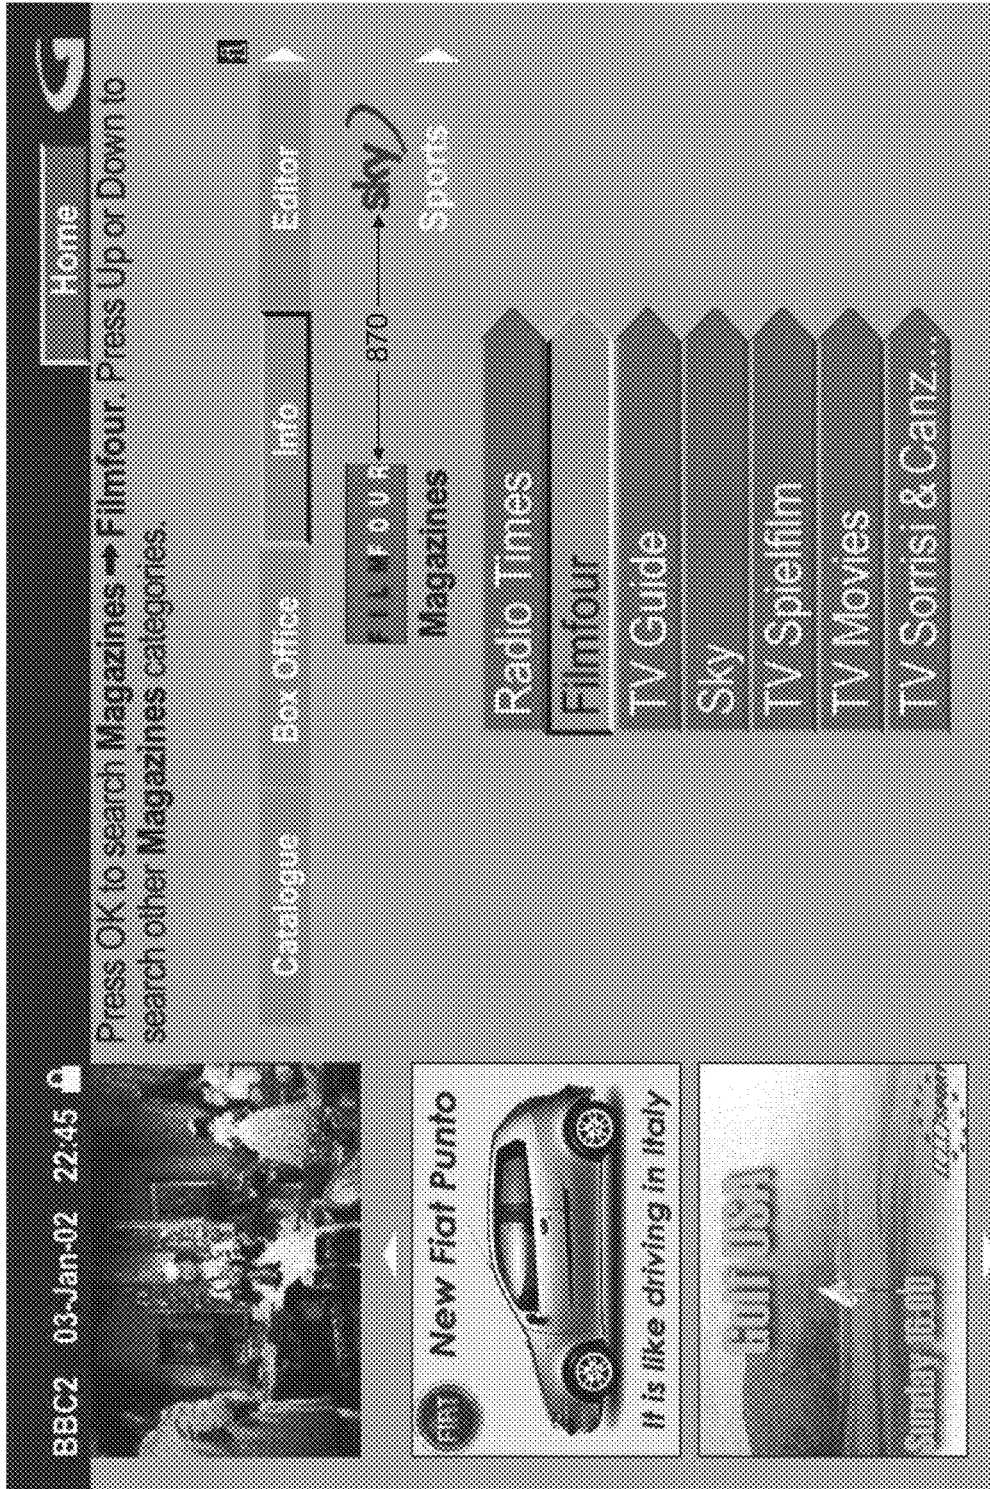 BBC2 03-Jan-02 22:45
Home
Press OK to search Magazines ➡ Filmfour. Press Up or Down to
search other Magazines categories.
Catalogue Box Office Info Editor
FILMFOUR 870 sky
Magazines Sports
Radio Times
Filmfour
TV Guide
Sky
TV Spielfilm
TV Movies
TV Sorrisi & Canz...
FIAT New Fiat Punto
It is like driving in Italy